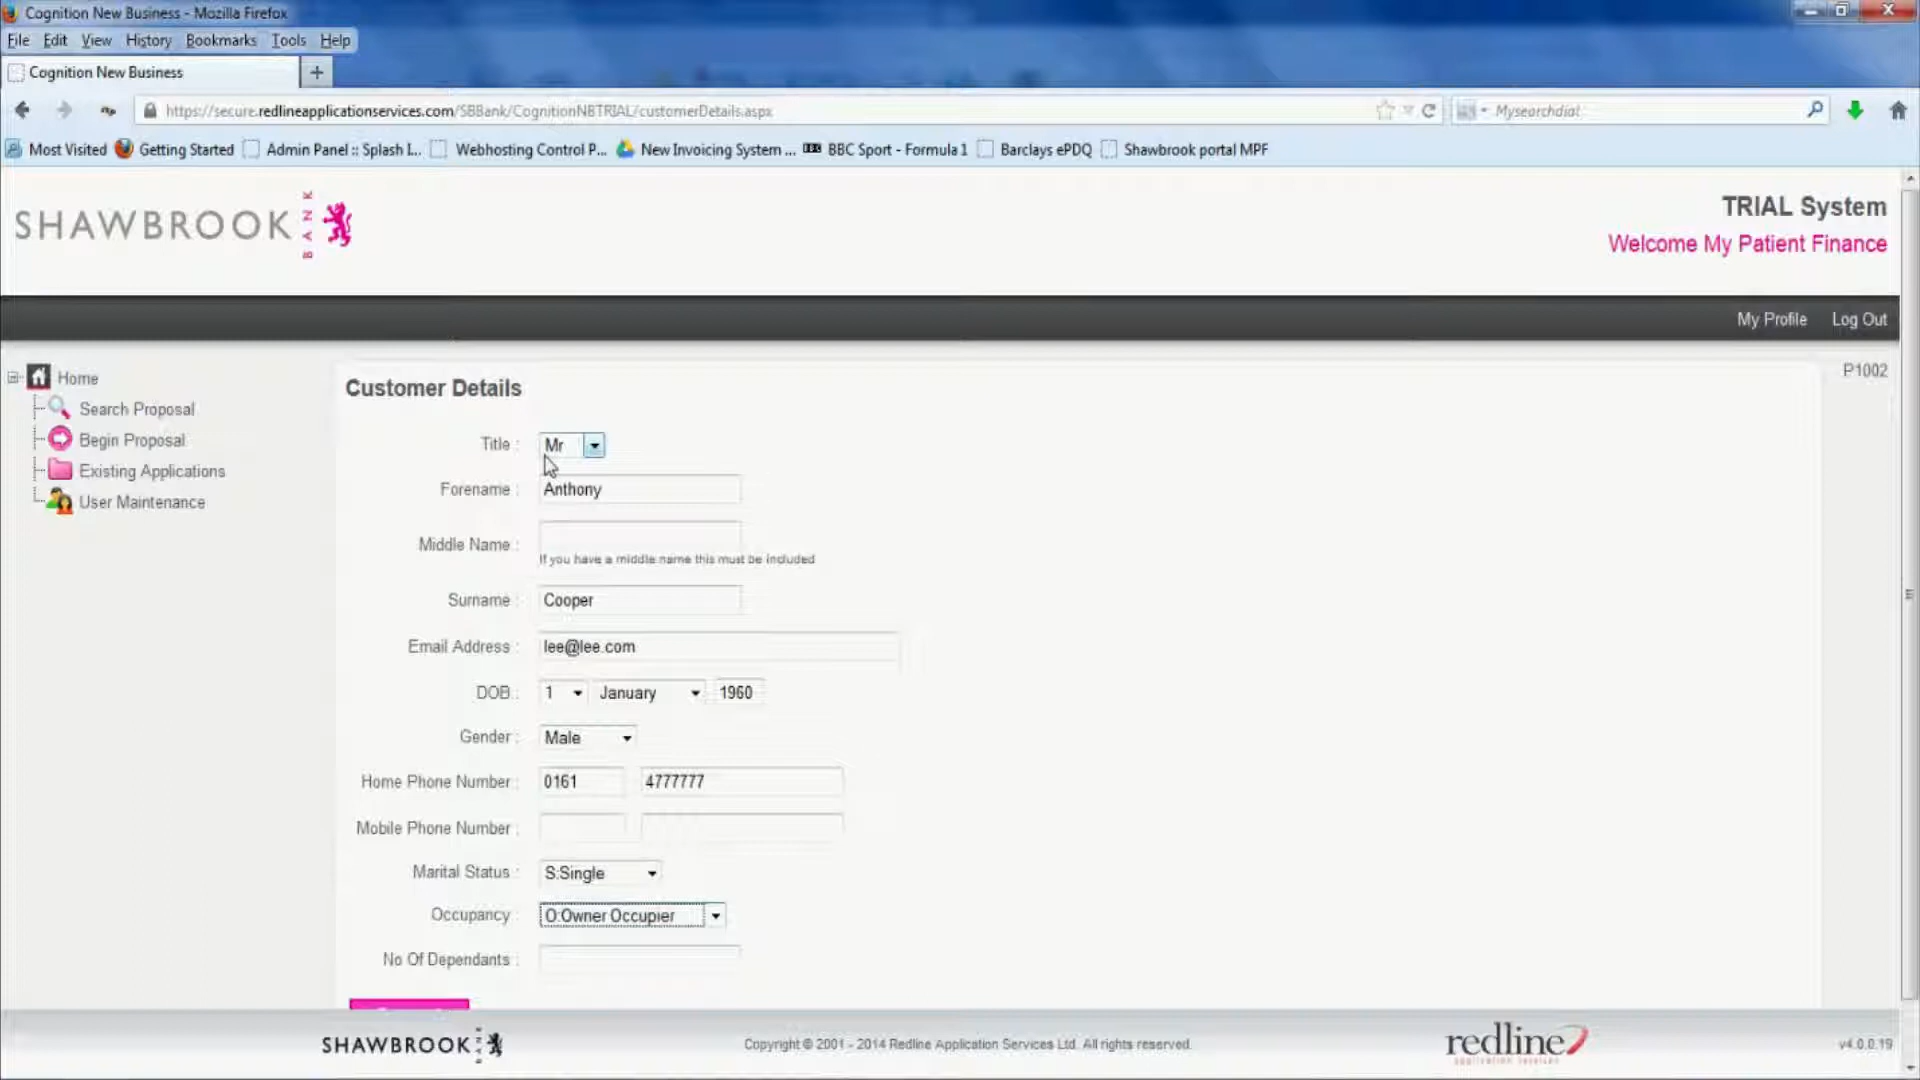 Cognition New Business - Mozilla Firefox
File Edit View History Bookmarks Tools Help
Cognition New Business
https://secure.redlineapplicationservices.com/SBBank/CognitionNBTRIAL/customerDetails.aspx
Mysearchdial
Most Visited Getting Started Admin Panel :: Splash I... Webhosting Control P... New Invoicing System ... BBC Sport - Formula 1 Barclays ePDQ Shawbrook portal MPF
SHAWBROOK BANK
TRIAL System
Welcome My Patient Finance
My Profile Log Out
P1002
Home
Search Proposal
Begin Proposal
Existing Applications
User Maintenance
Customer Details
Title : Mr
Forename : Anthony
Middle Name :
If you have a middle name this must be included
Surname : Cooper
Email Address : lee@lee.com
DOB : 1 January 1960
Gender : Male
Home Phone Number : 0161 4777777
Mobile Phone Number :
Marital Status : S:Single
Occupancy : O:Owner Occupier
No Of Dependants :
SHAWBROOK
Copyright © 2001 - 2014 Redline Application Services Ltd. All rights reserved.
redline
application services
v4.0.0.19